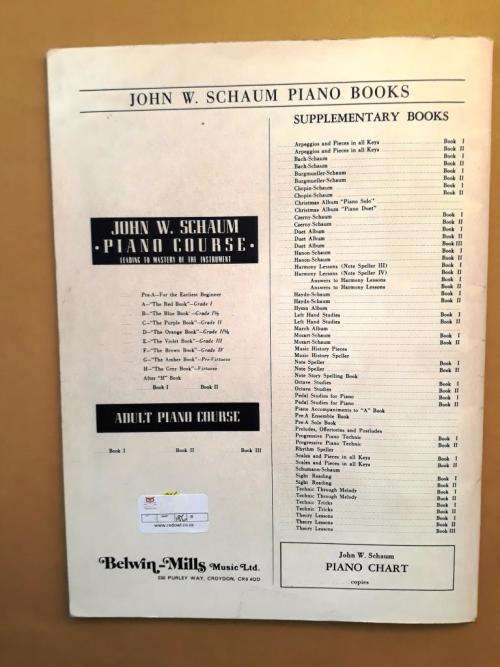 JOHN W. SCHAUM PIANO BOOKS
JOHN W. SCHAUM
• PIANO COURSE •
LEADING TO MASTERY OF THE INSTRUMENT
Pre-A—For the Earliest Beginner
A—"The Red Book"—Grade I
B—"The Blue Book"—Grade I½
C—"The Purple Book"—Grade II
D—"The Orange Book"—Grade II½
E—"The Violet Book"—Grade III
F—"The Brown Book"—Grade IV
G—"The Amber Book"—Pre-Virtuoso
H—"The Grey Book"—Virtuoso
After "H" Book
Book I Book II
ADULT PIANO COURSE
Book I Book II Book III
www.redowl.co.za
Belwin-Mills Music Ltd.
250 PURLEY WAY, CROYDON, CR9 4QD
SUPPLEMENTARY BOOKS
Arpeggios and Pieces in all Keys Book I
Arpeggios and Pieces in all Keys Book II
Bach-Schaum Book I
Bach-Schaum Book II
Burgmueller-Schaum Book I
Burgmueller-Schaum Book II
Chopin-Schaum Book I
Chopin-Schaum Book II
Christmas Album "Piano Solo"
Christmas Album "Piano Duet"
Czerny-Schaum Book I
Czerny-Schaum Book II
Duet Album Book I
Duet Album Book II
Duet Album Book III
Hanon-Schaum Book I
Hanon-Schaum Book II
Harmony Lessons (Note Speller III) Book I
Harmony Lessons (Note Speller IV) Book II
Answers to Harmony Lessons Book I
Answers to Harmony Lessons Book II
Haydn-Schaum Book I
Haydn-Schaum Book II
Hymn Album
Left Hand Studies Book I
Left Hand Studies Book II
March Album
Mozart-Schaum Book I
Mozart-Schaum Book II
Music History Pieces
Music History Speller
Note Speller Book I
Note Speller Book II
Note Story Spelling Book
Octave Studies Book I
Octave Studies Book II
Pedal Studies for Piano Book I
Pedal Studies for Piano Book II
Piano Accompaniments to "A" Book
Pre-A Ensemble Book
Pre-A Solo Book
Preludes, Offertories and Postludes
Progressive Piano Technic Book I
Progressive Piano Technic Book II
Rhythm Speller
Scales and Pieces in all Keys Book I
Scales and Pieces in all Keys Book II
Schumann-Schaum
Sight Reading Book I
Sight Reading Book II
Technic Through Melody Book I
Technic Through Melody Book II
Technic Tricks Book I
Technic Tricks Book II
Theory Lessons Book I
Theory Lessons Book II
Theory Lessons Book III
John W. Schaum
PIANO CHART
copies